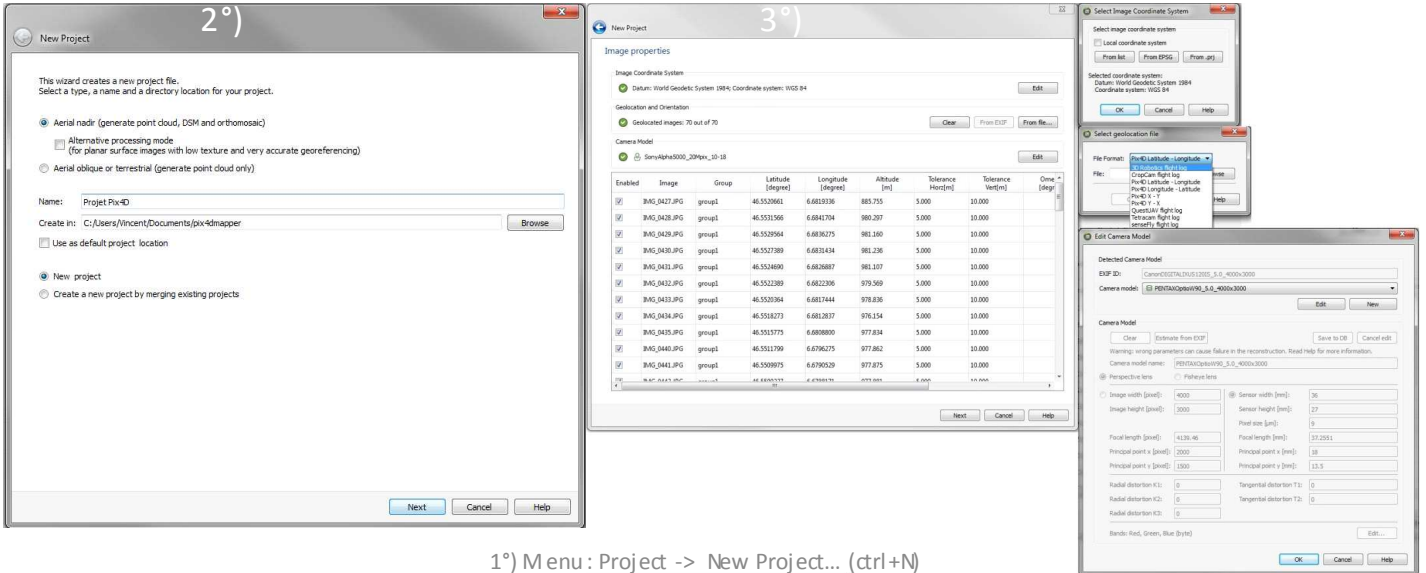 2°)
New Project
This wizard creates a new project file.
Select a type, a name and a directory location for your project.
Aerial nadir (generate point cloud, DSM and orthomosaic)
Alternative processing mode
(for planar surface images with low texture and very accurate georeferencing)
Aerial oblique or terrestrial (generate point cloud only)
Name: Projet Pix4D
Create in: C:/Users/Vincent/Documents/pix4dmapper Browse
Use as default project location
New project
Create a new project by merging existing projects
Next Cancel Help
3°)
New Project
Image properties
Image Coordinate System
Datum: World Geodetic System 1984; Coordinate system: WGS 84 Edit
Geolocation and Orientation
Geolocated images: 70 out of 70 Clear From EXIF From file...
Camera Model
SonyAlpha5000_20Mpix_10-18 Edit
Enabled Image Group Latitude [degree] Longitude [degree] Altitude [m] Tolerance Horz[m] Tolerance Vert[m] Ome [degr
IMG_0427.JPG group1 46.5520661 6.6819336 885.755 5.000 10.000
IMG_0428.JPG group1 46.5531566 6.6841704 980.297 5.000 10.000
IMG_0429.JPG group1 46.5529564 6.6836275 981.160 5.000 10.000
IMG_0430.JPG group1 46.5527389 6.6831434 981.236 5.000 10.000
IMG_0431.JPG group1 46.5524690 6.6826887 981.107 5.000 10.000
IMG_0432.JPG group1 46.5522389 6.6822306 979.569 5.000 10.000
IMG_0433.JPG group1 46.5520364 6.6817444 978.836 5.000 10.000
IMG_0434.JPG group1 46.5518273 6.6812837 976.154 5.000 10.000
IMG_0435.JPG group1 46.5515775 6.6808800 977.834 5.000 10.000
IMG_0440.JPG group1 46.5511799 6.6796275 977.862 5.000 10.000
IMG_0441.JPG group1 46.5509975 6.6790529 977.875 5.000 10.000
Next Cancel Help
Select Image Coordinate System
Select image coordinate system
Local coordinate system
From list From EPSG From .prj
Selected coordinate system:
Datum: World Geodetic System 1984
Coordinate system: WGS 84
OK Cancel Help
Select geolocation file
File Format: Pix4D Latitude - Longitude
File:
3D Robotics flight log
CropCam flight log
Pix4D Latitude - Longitude
Pix4D Longitude - Latitude
Pix4D X - Y
Pix4D Y - X
QuestUAV flight log
Tetracam flight log
senseFly flight log
Help
Edit Camera Model
Detected Camera Model
EXIF ID: CanonDIGITALIXUS120IS_5.0_4000x3000
Camera model: PENTAXOptioW90_5.0_4000x3000
Edit New
Camera Model
Clear Estimate from EXIF Save to DB Cancel edit
Warning: wrong parameters can cause failure in the reconstruction. Read Help for more information.
Camera model name: PENTAXOptioW90_5.0_4000x3000
Perspective lens Fisheye lens
Image width [pixel]: 4000 Sensor width [mm]: 36
Image height [pixel]: 3000 Sensor height [mm]: 27
Pixel size [µm]: 9
Focal length [pixel]: 4139.46 Focal length [mm]: 37.2551
Principal point x [pixel]: 2000 Principal point x [mm]: 18
Principal point y [pixel]: 1500 Principal point y [mm]: 13.5
Radial distortion K1: 0 Tangential distortion T1: 0
Radial distortion K2: 0 Tangential distortion T2: 0
Radial distortion K3: 0
Bands: Red, Green, Blue (byte) Edit...
OK Cancel Help
1°) Menu : Project -> New Project... (ctrl+N)